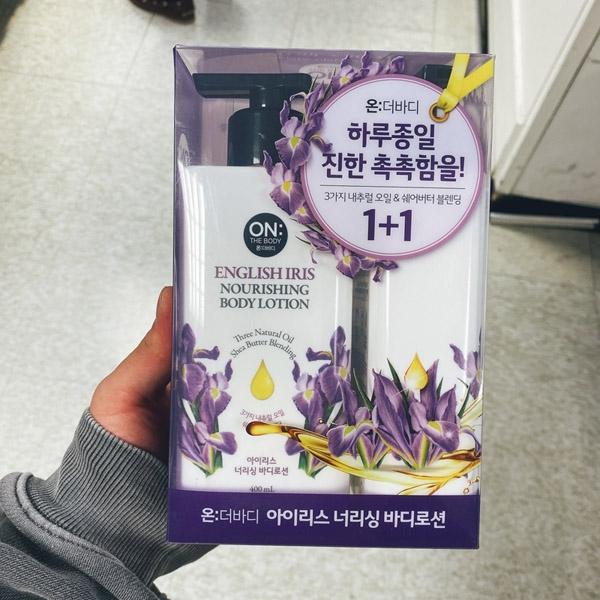 온:더바디
하루종일
진한 촉촉함을!
3가지 내추럴 오일 & 쉐어버터 블렌딩
1+1
ON:
THE BODY
온:더바디
ENGLISH IRIS
NOURISHING
BODY LOTION
Three Natural Oil
Shea Butter Blending
3가지 내추럴 오일
아이리스
너리싱 바디로션
400 mL
온:더바디 아이리스 너리싱 바디로션